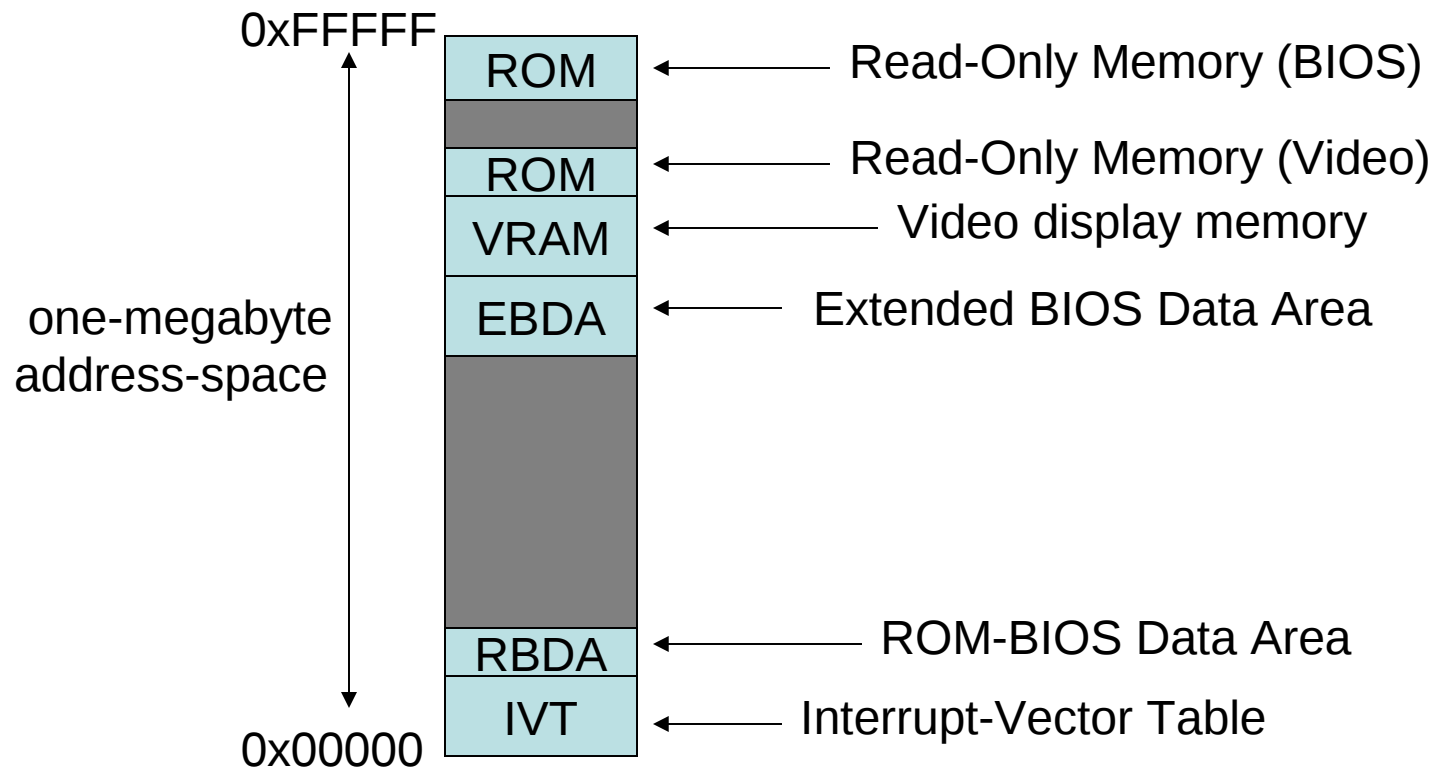 0xFFFFF
ROM
Read-Only Memory (BIOS)
ROM
Read-Only Memory (Video)
VRAM
Video display memory
EBDA
Extended BIOS Data Area
one-megabyte
address-space
RBDA
ROM-BIOS Data Area
IVT
Interrupt-Vector Table
0x00000